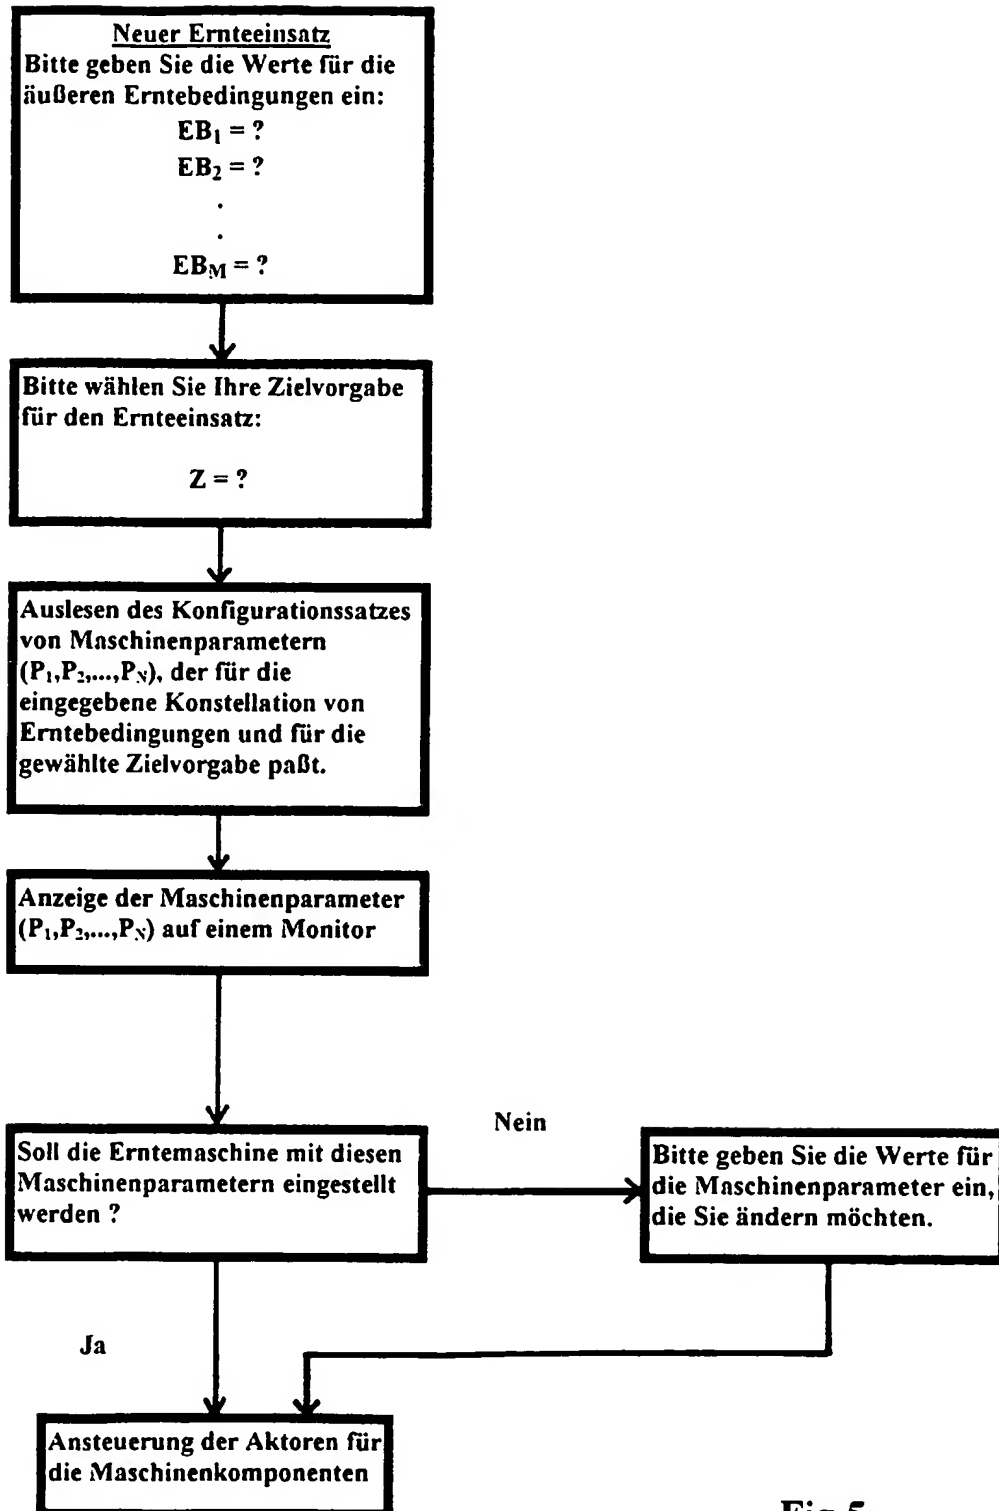 Neuer Ernteeinsatz
Bitte geben Sie die Werte für die
äußeren Erntebedingungen ein:
EB₁ = ?
EB₂ = ?
.
.
EB_M = ?
Bitte wählen Sie Ihre Zielvorgabe
für den Ernteeinsatz:
Z = ?
Auslesen des Konfigurationssatzes
von Maschinenparametern
(P₁,P₂,...,P_N), der für die
eingegebene Konstellation von
Erntebedingungen und für die
gewählte Zielvorgabe paßt.
Anzeige der Maschinenparameter
(P₁,P₂,...,P_N) auf einem Monitor
Soll die Erntemaschine mit diesen
Maschinenparametern eingestellt
werden ?
Nein
Bitte geben Sie die Werte für
die Maschinenparameter ein,
die Sie ändern möchten.
Ja
Ansteuerung der Aktoren für
die Maschinenkomponenten
Fig.5